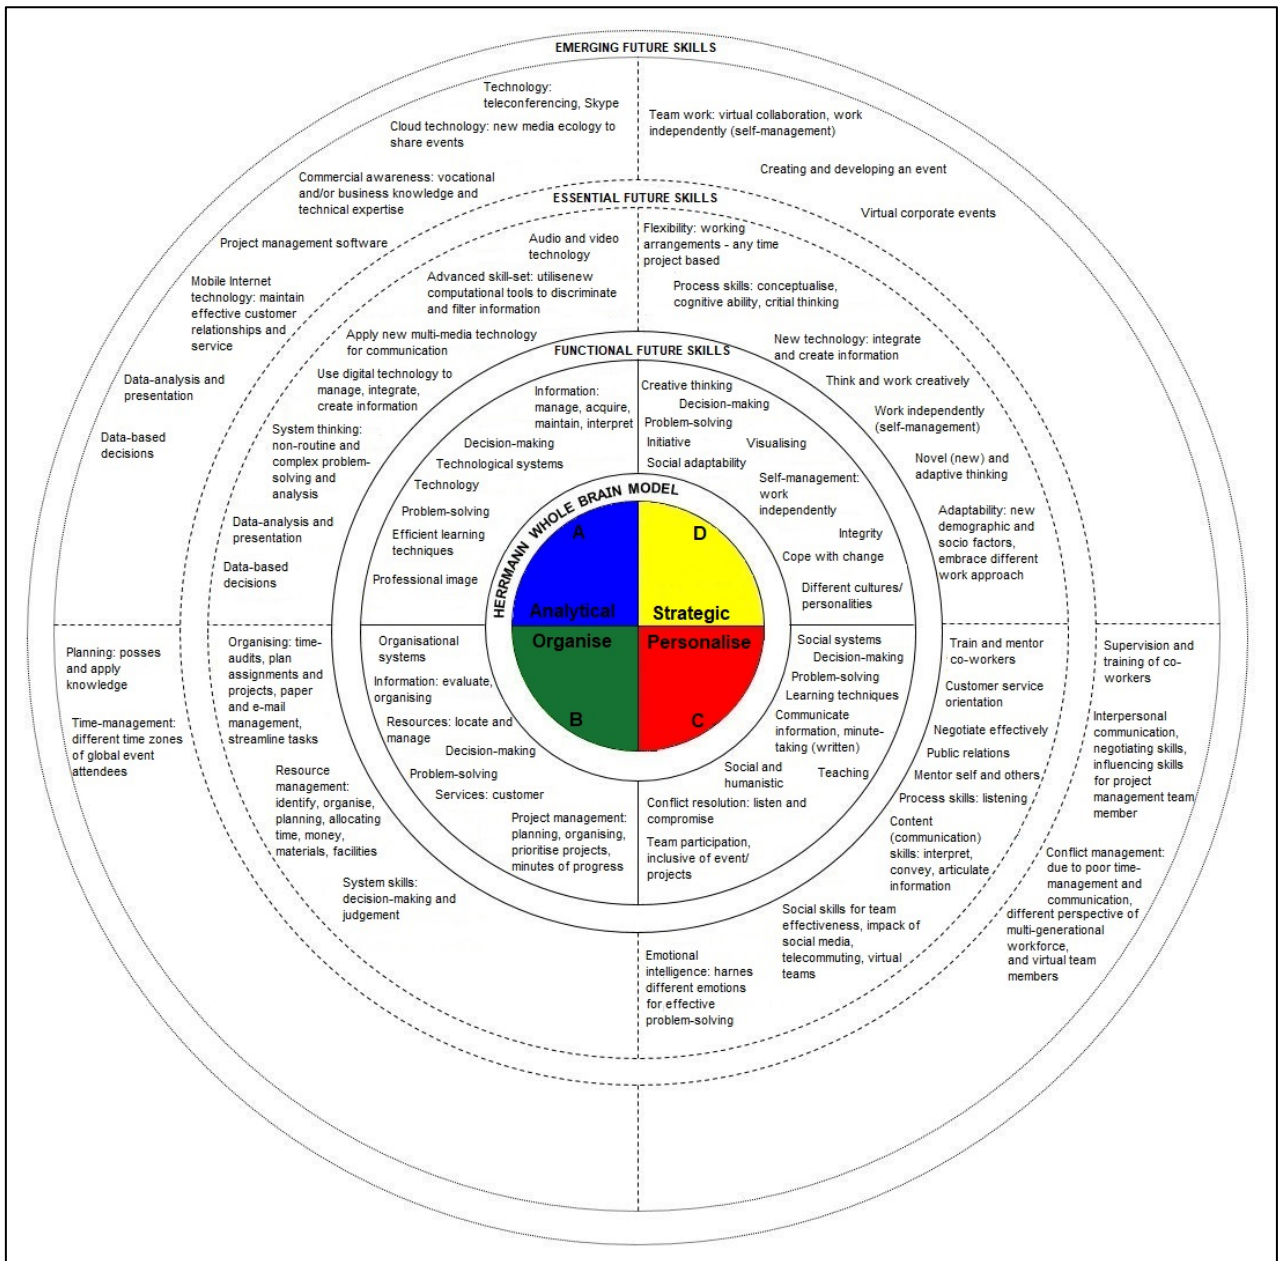 EMERGING FUTURE SKILLS
Technology:
teleconferencing, Skype
Cloud technology: new media ecology to
share events
Commercial awareness: vocational
and/or business knowledge and
technical expertise
Project management software
Mobile Internet
technology: maintain
effective customer
relationships and
service
Data-analysis and
presentation
Data-based
decisions
Team work: virtual collaboration, work
independently (self-management)
Creating and developing an event
Virtual corporate events
ESSENTIAL FUTURE SKILLS
Audio and video
technology
Advanced skill-set: utilisenew
computational tools to discriminate
and filter information
Apply new multi-media technology
for communication
Use digital technology to
manage, integrate,
create information
System thinking:
non-routine and
complex problem-
solving and
analysis
Data-analysis and
presentation
Data-based
decisions
Flexibility: working
arrangements - any time
project based
Process skills: conceptualise,
cognitive ability, critial thinking
New technology: integrate
and create information
Think and work creatively
Work independently
(self-management)
Novel (new) and
adaptive thinking
Adaptability: new
demographic and
socio factors,
embrace different
work approach
FUNCTIONAL FUTURE SKILLS
Information:
manage, acquire,
maintain, interpret
Decision-making
Technological systems
Technology
Problem-solving
Efficient learning
techniques
Professional image
Creative thinking
Decision-making
Problem-solving
Initiative
Visualising
Social adaptability
Self-management:
work
independently
Integrity
Cope with change
Different cultures/
personalities
HERRMANN WHOLE BRAIN MODEL
A
D
Analytical
Strategic
Organise
Personalise
B
C
Organisational
systems
Information: evaluate,
organising
Resources: locate and
manage
Decision-making
Problem-solving
Services: customer
Project management:
planning, organising,
prioritise projects,
minutes of progress
Social systems
Decision-making
Problem-solving
Learning techniques
Communicate
information, minute-
taking (written)
Social and
humanistic
Teaching
Conflict resolution: listen and
compromise
Team participation,
inclusive of event/
projects
Organising: time-
audits, plan
assignments and
projects, paper
and e-mail
management,
streamline tasks
Resource
management:
identify, organise,
planning, allocating
time, money,
materials, facilities
System skills:
decision-making and
judgement
Train and mentor
co-workers
Customer service
orientation
Negotiate effectively
Public relations
Mentor self and others
Process skills: listening
Content
(communication)
skills: interpret,
convey, articulate
information
Social skills for team
effectiveness, impact of
social media,
telecommuting, virtual
teams
Emotional
intelligence: harnes
different emotions
for effective
problem-solving
Planning: posses
and apply
knowledge
Time-management:
different time zones
of global event
attendees
Supervision and
training of co-
workers
Interpersonal
communication,
negotiating skills,
influencing skills
for project
management team
member
Conflict management:
due to poor time-
management and
communication,
different perspective of
multi-generational
workforce,
and virtual team
members